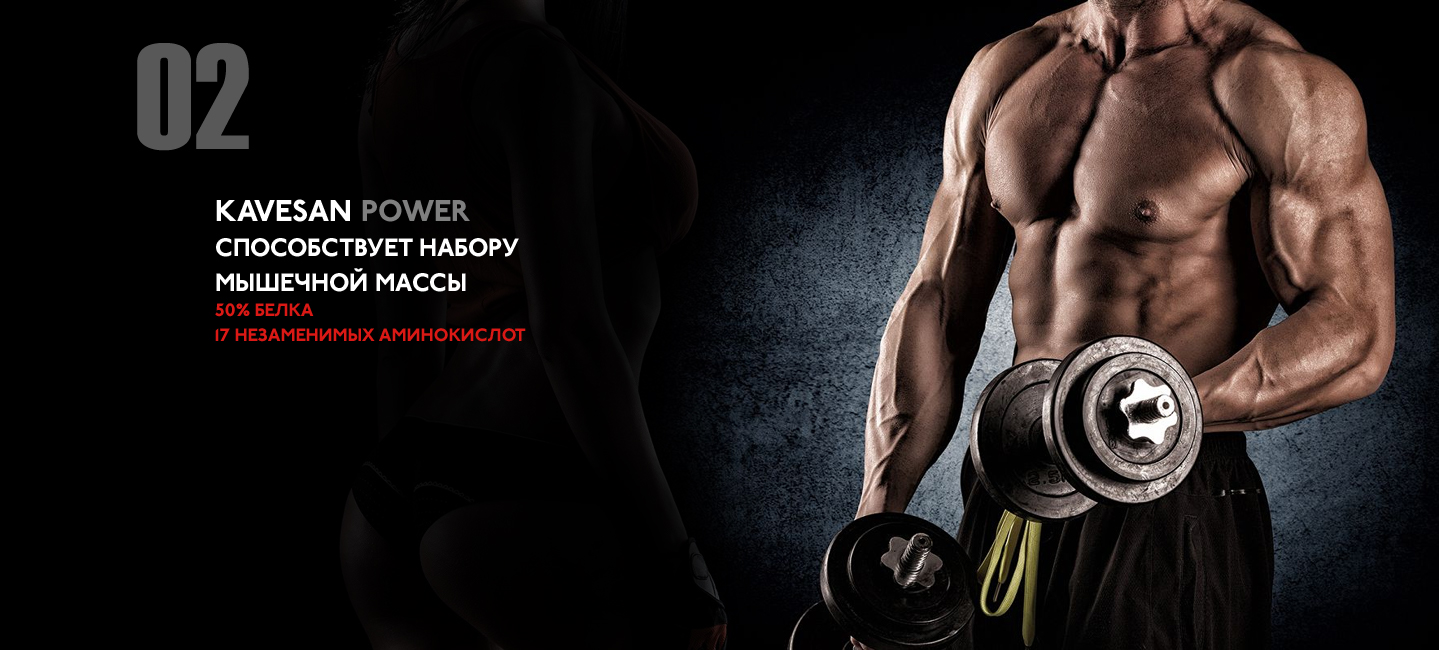 02
KAVESAN POWER
СПОСОБСТВУЕТ НАБОРУ
МЫШЕЧНОЙ МАССЫ
50% БЕЛКА
17 НЕЗАМЕНИМЫХ АМИНОКИСЛОТ